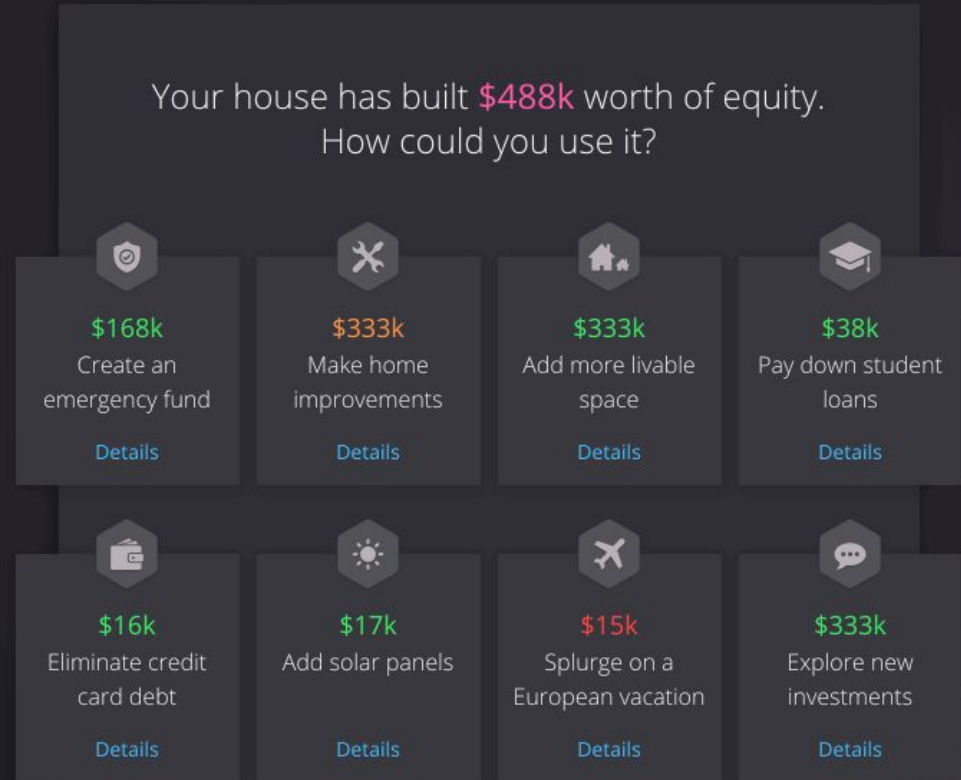 Your house has built $488k worth of equity.
How could you use it?
$168k
Create an
emergency fund
Details
$333k
Make home
improvements
Details
$333k
Add more livable
space
Details
$38k
Pay down student
loans
Details
$16k
Eliminate credit
card debt
Details
$17k
Add solar panels
Details
$15k
Splurge on a
European vacation
Details
$333k
Explore new
investments
Details